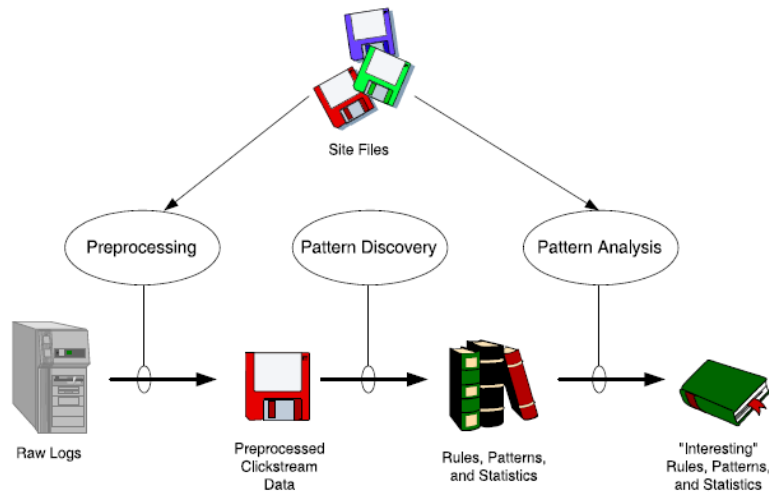 Site Files
Preprocessing
Pattern Discovery
Pattern Analysis
Raw Logs
Preprocessed
Clickstream
Data
Rules, Patterns,
and Statistics
"Interesting"
Rules, Patterns,
and Statistics